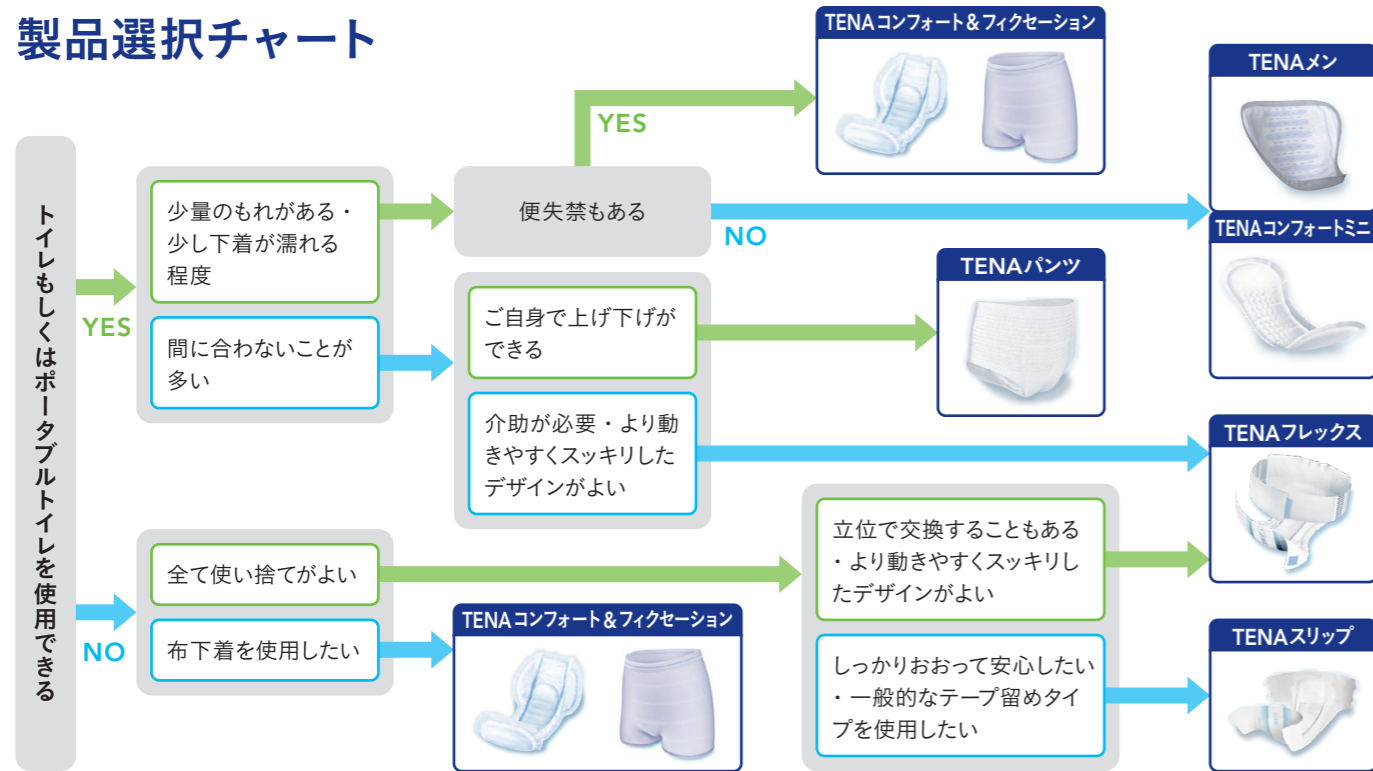 製品選択チャート
トイレもしくはポータブルトイレを使用できる
YES
少量のもれがある・
少し下着が濡れる
程度
間に合わないことが
多い
便失禁もある
YES
TENAコンフォート＆フィクセーション
NO
TENAメン
TENAコンフォートミニ
ご自身で上げ下げが
できる
TENAパンツ
介助が必要・より動
きやすくスッキリした
デザインがよい
TENAフレックス
NO
全て使い捨てがよい
布下着を使用したい
TENAコンフォート＆フィクセーション
立位で交換することもある
・より動きやすくスッキリし
たデザインがよい
しっかりおおって安心したい
・一般的なテープ留めタイ
プを使用したい
TENAスリップ